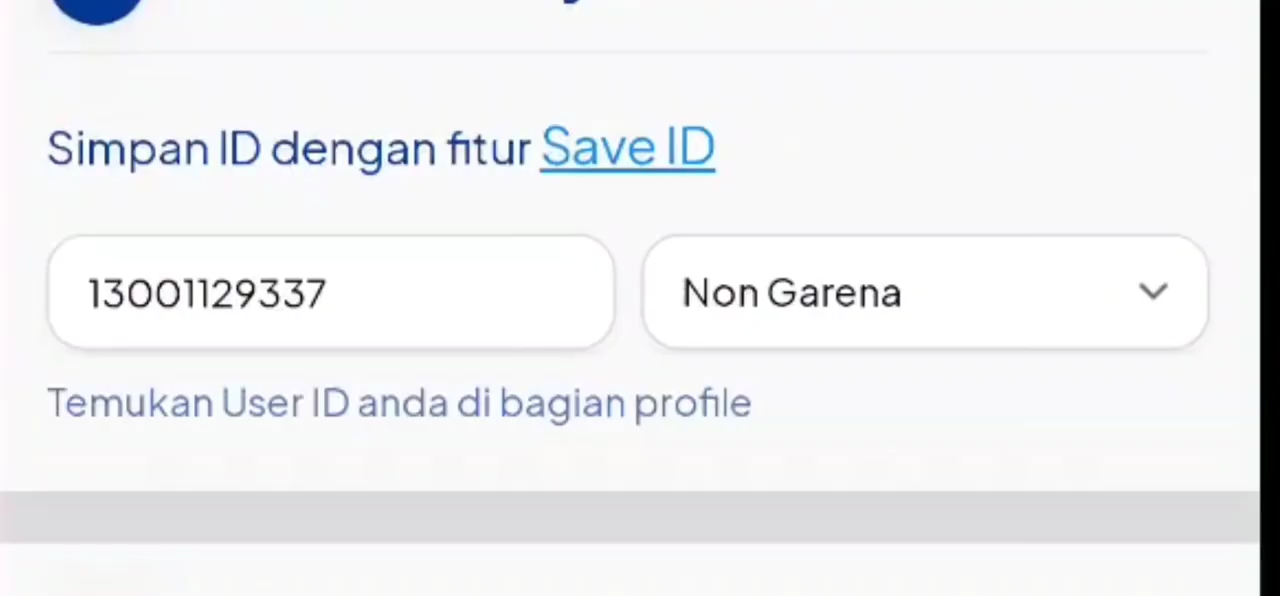 Simpan ID dengan fitur Save ID
13001129337
Non Garena
Temukan User ID anda di bagian profile